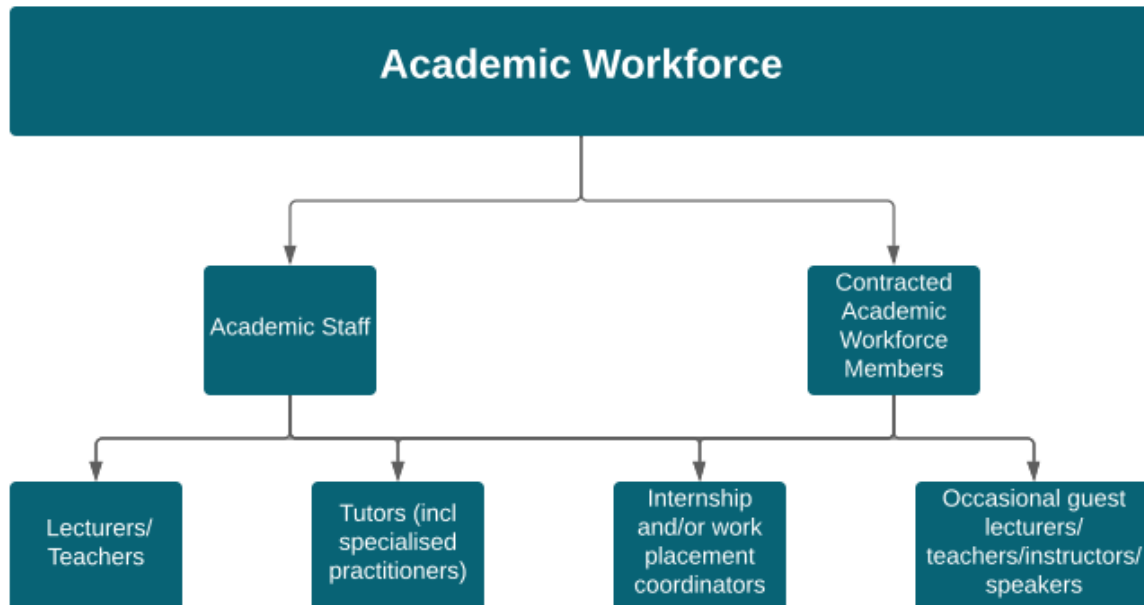 Academic Workforce
Academic Staff
Contracted
Academic
Workforce
Members
Lecturers/
Teachers
Tutors (incl
specialised
practitioners)
Internship
and/or work
placement
coordinators
Occasional guest
lecturers/
teachers/instructors/
speakers